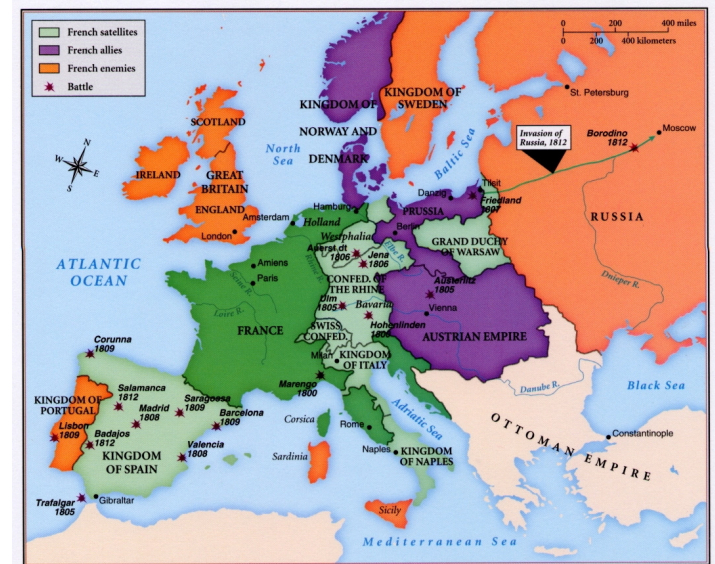 French satellites
French allies
French enemies
Battle
0 200 400 miles
0 200 400 kilometers
N
W
E
S
St. Petersburg
Moscow
Borodino
1812
Invasion of
Russia, 1812
KINGDOM OF
SWEDEN
KINGDOM OF
NORWAY AND
DENMARK
SCOTLAND
North
Sea
Baltic Sea
IRELAND
GREAT
BRITAIN
ENGLAND
London
Amsterdam
Hamburg
Holland
Danzig
Tilsit
Friedland
1807
PRUSSIA
Berlin
RUSSIA
Westphalia
Elbe R.
GRAND DUCHY
OF WARSAW
1806
Jena
1806
ATLANTIC
OCEAN
Amiens
Paris
Rhine R.
Loire R.
CONFED. OF
THE RHINE
Ulm
1805
Bavaria
Austerlitz
1805
Vienna
Dnieper R.
Hohenlinden
1800
AUSTRIAN EMPIRE
FRANCE
SWISS
CONFED.
Milan
KINGDOM
OF ITALY
Marengo
1800
Danube R.
Black Sea
Corunna
1809
KINGDOM OF
PORTUGAL
Salamanca
1812
Saragossa
1809
Madrid
1808
Barcelona
1809
Lisbon
1809
Badajos
1812
KINGDOM
OF SPAIN
Valencia
1808
Corsica
Rome
Adriatic Sea
Sardinia
Naples
KINGDOM
OF NAPLES
OTTOMAN EMPIRE
Constantinople
Trafalgar
1805
Gibraltar
Sicily
Mediterranean Sea